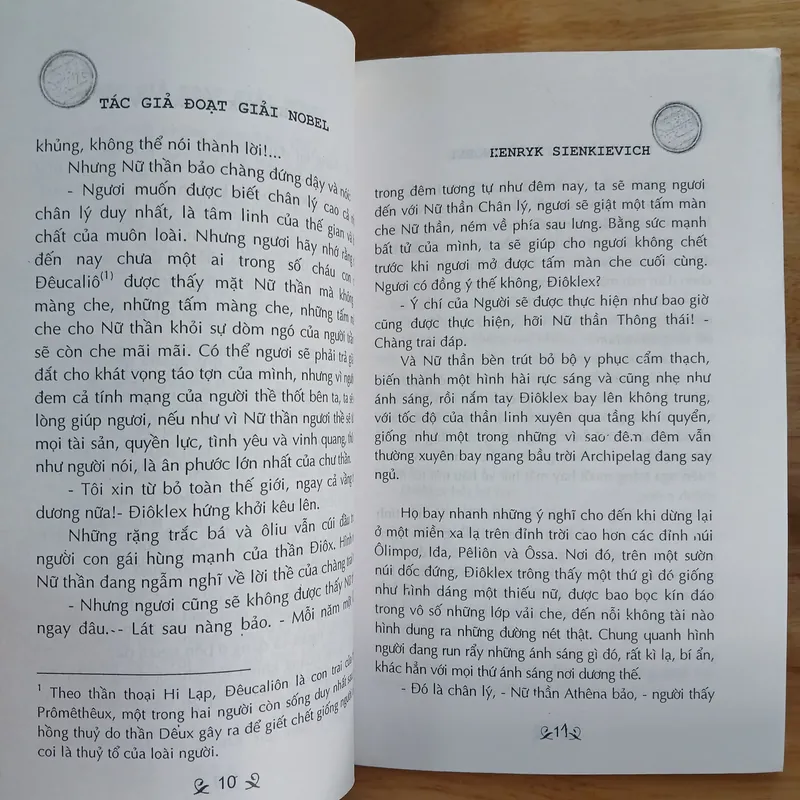 TÁC GIẢ ĐOẠT GIẢI NOBEL
khủng, không thể nói thành lời!...
Nhưng Nữ thần bảo chàng đứng dậy và nói:
- Ngươi muốn được biết chân lý cao cả
chân lý duy nhất, là tâm linh của thế gian và
chất của muôn loài. Nhưng ngươi hãy nhớ rằng
đến nay chưa một ai trong số cháu con
Đêucaliô(1) được thấy mặt Nữ thần mà không
màng che, những tấm màng che, những tấm
che cho Nữ thần khỏi sự dòm ngó của người trần
sẽ còn che mãi mãi. Có thể ngươi sẽ phải trả giá
đắt cho khát vọng táo tợn của mình, nhưng vì ngươi
đem cả tính mạng của người thề thốt bên ta, ta sẽ
lòng giúp ngươi, nếu như vì Nữ thần ngươi thề sẽ
mọi tài sản, quyền lực, tình yêu và vinh quang,
như người nói, là ân phước lớn nhất của chư thần.
- Tôi xin từ bỏ toàn thế giới, ngay cả vầng
dương nữa!- Điôklex hứng khởi kêu lên.
Những rặng trắc bá và ôliu vẫn cúi đầu
người con gái hùng mạnh của thần Điôx.
Nữ thần đang ngẫm nghĩ về lời thề của chàng trai
- Nhưng ngươi cũng sẽ không được thấy Nữ
ngay đâu.-- Lát sau nàng bảo. - Mỗi năm một
1 Theo thần thoại Hi Lạp, Đêucaliôn là con trai của
Prômêthêux, một trong hai người còn sống duy nhất sau
hồng thuỷ do thần Dêux gây ra để giết chết giống người
coi là thuỷ tổ của loài người.
10
HENRYK SIENKIEVICH
trong đêm tương tự như đêm nay, ta sẽ mang ngươi
đến với Nữ thần Chân lý, ngươi sẽ giật một tấm màn
che Nữ thần, ném về phía sau lưng. Bằng sức mạnh
bất tử của mình, ta sẽ giúp cho ngươi không chết
trước khi ngươi mở được tấm màn che cuối cùng.
Ngươi có đồng ý thế không, Điôklex?
- Ý chí của Người sẽ được thực hiện như bao giờ
cũng được thực hiện, hỡi Nữ thần Thông thái! -
Chàng trai đáp.
Và Nữ thần bèn trút bỏ bộ y phục cẩm thạch,
biến thành một hình hài rực sáng và cũng nhẹ như
ánh sáng, rồi nắm tay Điôklex bay lên không trung,
với tốc độ của thần linh xuyên qua tầng khí quyển,
giống như một trong những vì sao đêm đêm vẫn
thường xuyên bay ngang bầu trời Archipelag đang say
ngủ.
Họ bay nhanh những ý nghĩ cho đến khi dừng lại
ở một miền xa lạ trên đỉnh trời cao hơn các đỉnh núi
Ôlimpơ, Iđa, Pêliôn và Ôssa. Nơi đó, trên một sườn
núi dốc đứng, Điôklex trông thấy một thứ gì đó giống
như hình dáng một thiếu nữ, được bao bọc kín đáo
trong vô số những lớp vải che, đến nỗi không tài nào
hình dung ra những đường nét thật. Chung quanh hình
người đang run rẩy những ánh sáng gì đó, rất kì lạ, bí ẩn,
khác hẳn với mọi thứ ánh sáng nơi dương thế.
- Đó là chân lý, - Nữ thần Athêna bảo, - người thấy
11